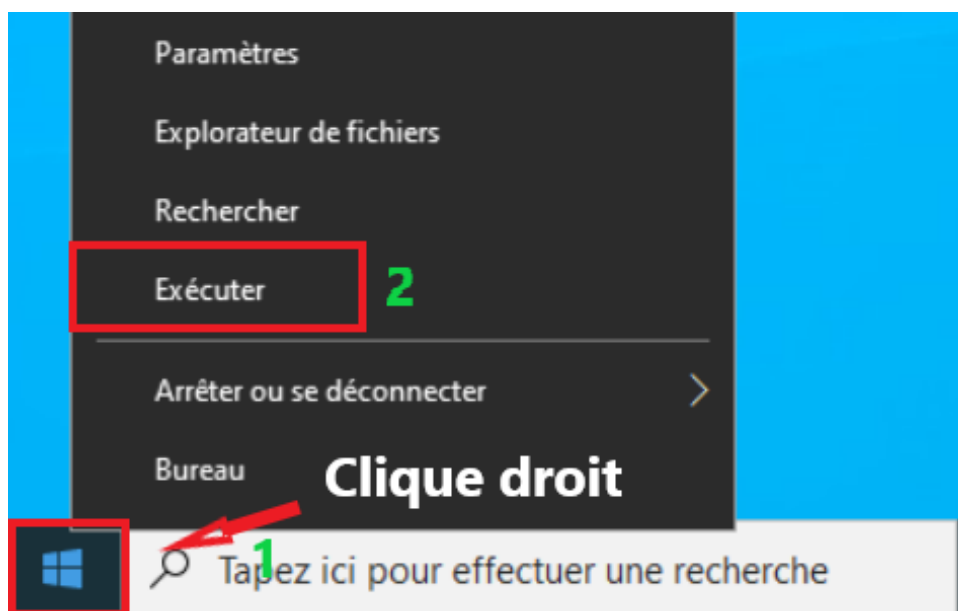 Paramètres
Explorateur de fichiers
Rechercher
Exécuter 2
Arrêter ou se déconnecter
Bureau
Clique droit
1
Tapez ici pour effectuer une recherche